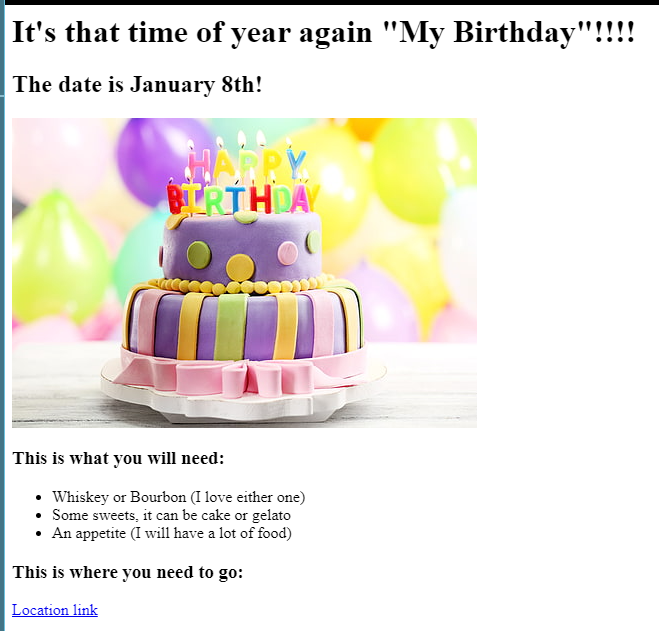 It's that time of year again "My Birthday"!!!!
The date is January 8th!
HAPPY
BIRTHDAY
This is what you will need:
Whiskey or Bourbon (I love either one)
Some sweets, it can be cake or gelato
An appetite (I will have a lot of food)
This is where you need to go:
Location link